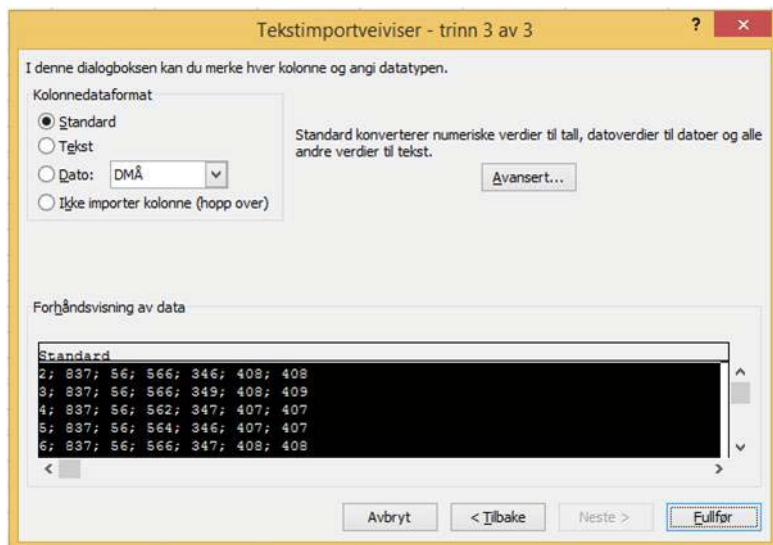 Tekstimportveiviser - trinn 3 av 3
?
×
I denne dialogboksen kan du merke hver kolonne og angi datatypen.
Kolonnedataformat
Standard
Tekst
Dato: DMÅ
Ikke importer kolonne (hopp over)
Standard konverterer numeriske verdier til tall, datoverdier til datoer og alle
andre verdier til tekst.
Avansert...
Forhåndsvisning av data
Standard
2; 837; 56; 566; 346; 408; 408
3; 837; 56; 566; 349; 408; 409
4; 837; 56; 562; 347; 407; 407
5; 837; 56; 564; 346; 407; 407
6; 837; 56; 566; 347; 408; 408
Avbryt
< Tilbake
Neste >
Fullfør